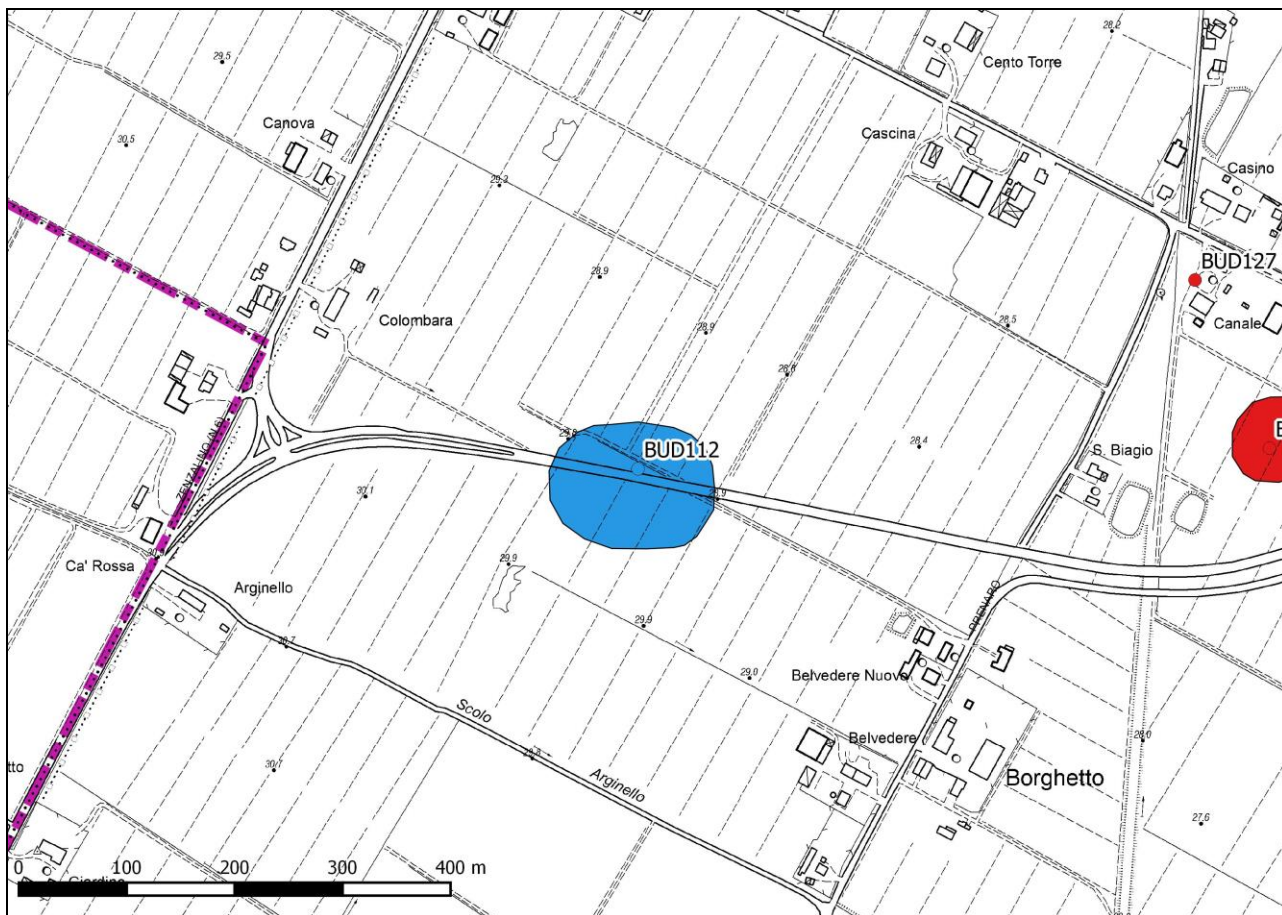 28,2
29,5
Cento Torre
Canova
Cascina
30,5
Casino
29,3
BUD127
28,9
Colombara
Canale
28,5
28,9
28,8
BUD112
28,4
S. Biagio
30,1
ZENZALINO
29,9
Ca' Rossa
Arginello
29,9
30,7
Belvedere Nuovo
29,0
Scolo
Belvedere
28,0
30,1
Arginello
Borghetto
27,6
0 100 200 300 400 m
Giardino